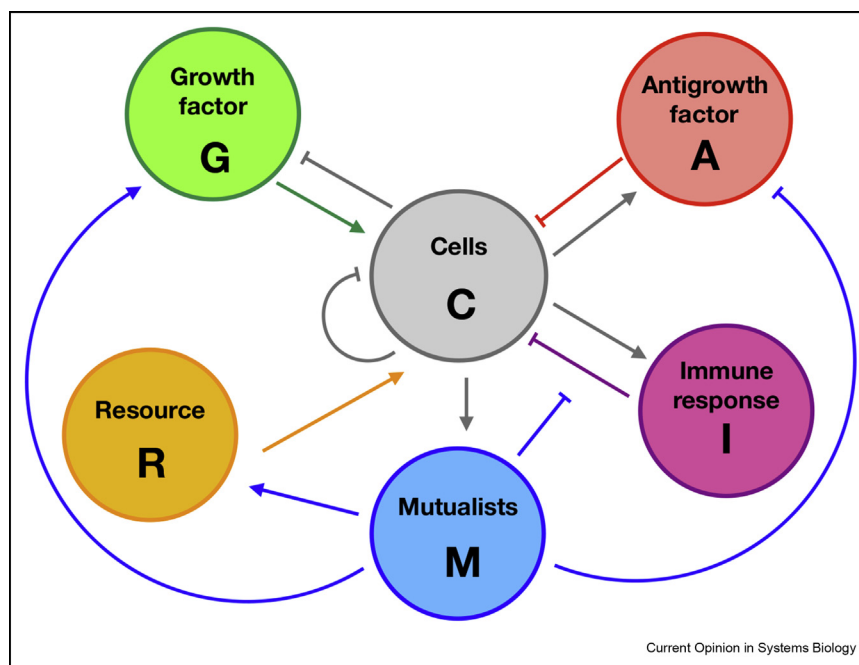 Growth
factor
G
Antigrowth
factor
A
Cells
C
Resource
R
Immune
response
I
Mutualists
M
Current Opinion in Systems Biology